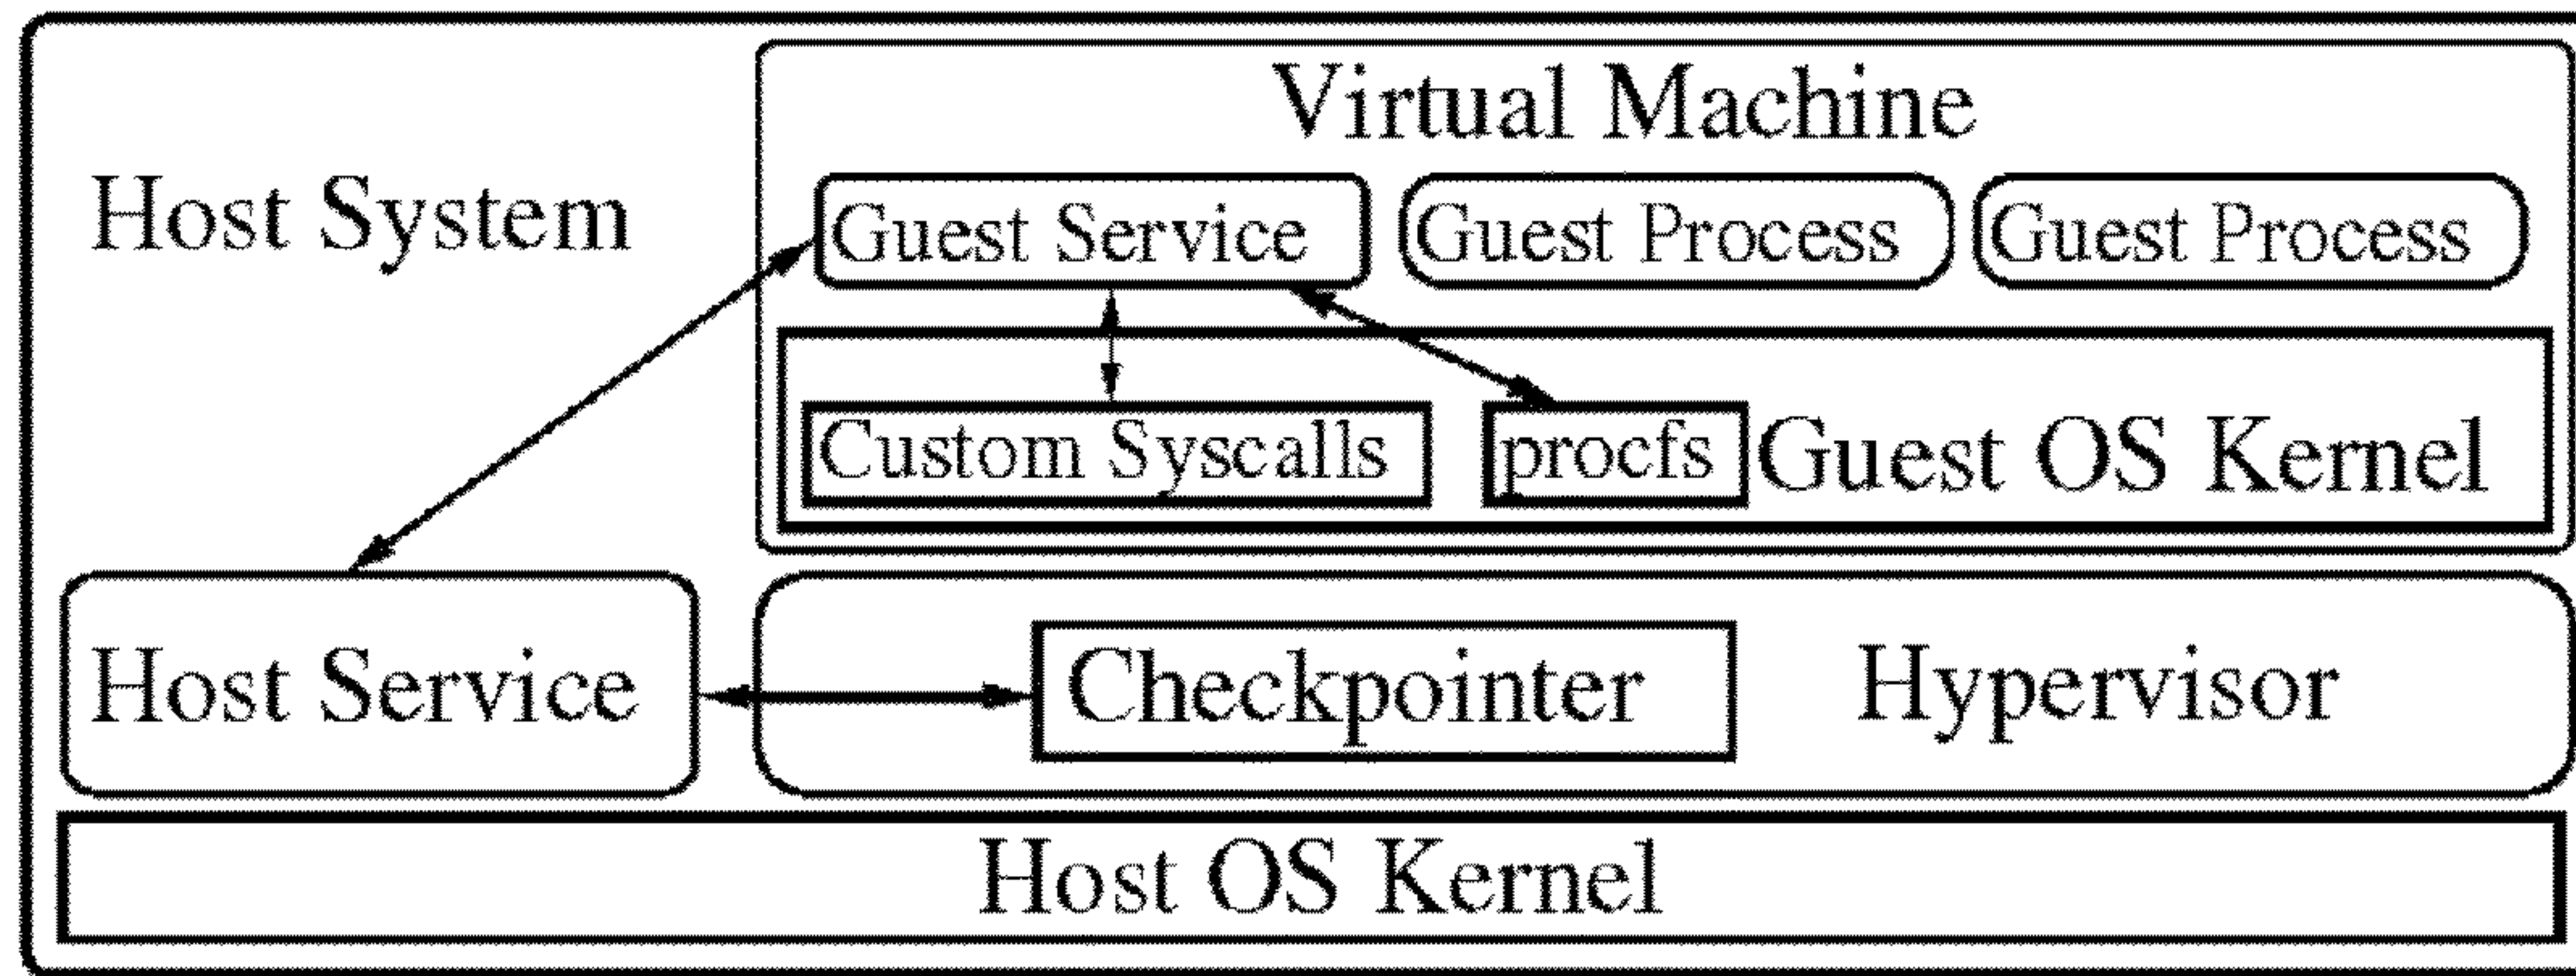 Virtual Machine
Host System
Guest Service
Guest Process
Guest Process
Custom Syscalls
procfs
Guest OS Kernel
Host Service
Checkpointer
Hypervisor
Host OS Kernel